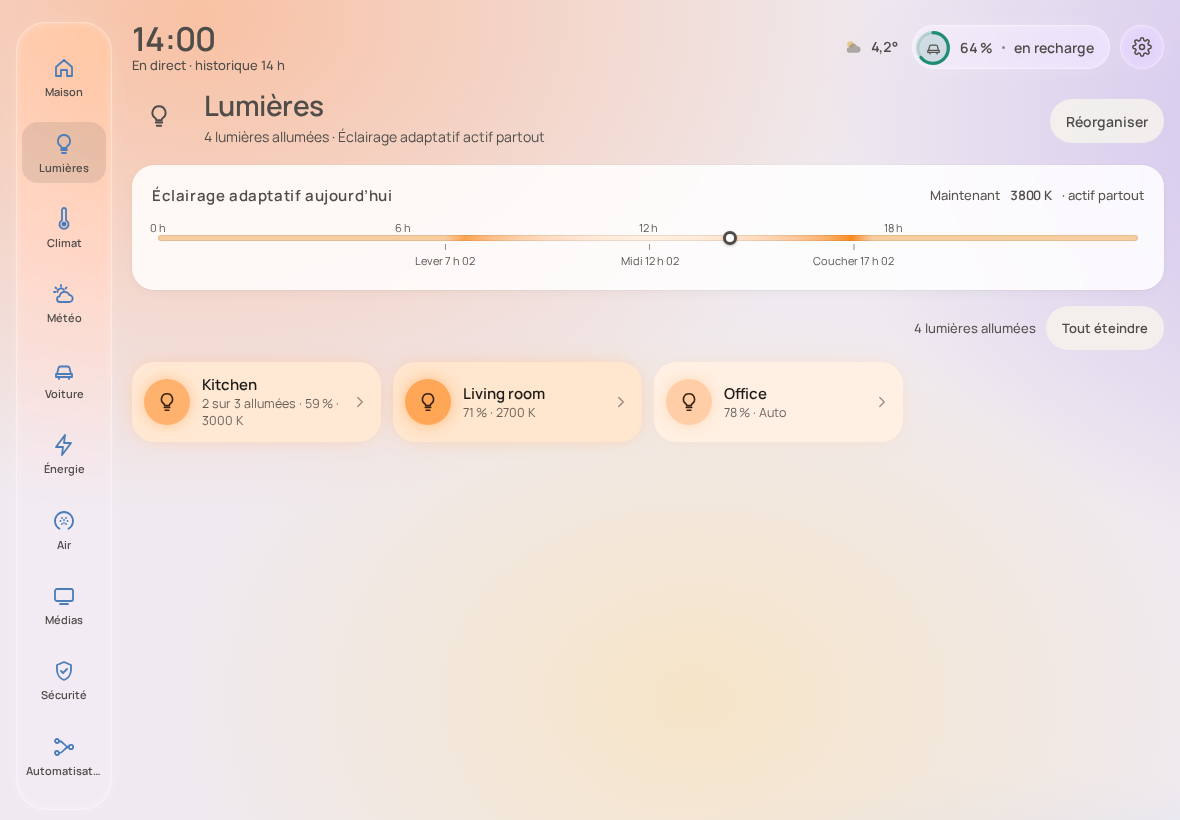 14:00
En direct · historique 14 h
4,2°
64 % · en recharge
Maison
Lumières
Climat
Météo
Voiture
Énergie
Air
Médias
Sécurité
Automatisat…
Lumières
4 lumières allumées · Éclairage adaptatif actif partout
Réorganiser
Éclairage adaptatif aujourd'hui
Maintenant 3800 K · actif partout
0 h 6 h 12 h 18 h
Lever 7 h 02 Midi 12 h 02 Coucher 17 h 02
4 lumières allumées
Tout éteindre
Kitchen
2 sur 3 allumées · 59 % ·
3000 K
Living room
71 % · 2700 K
Office
78 % · Auto